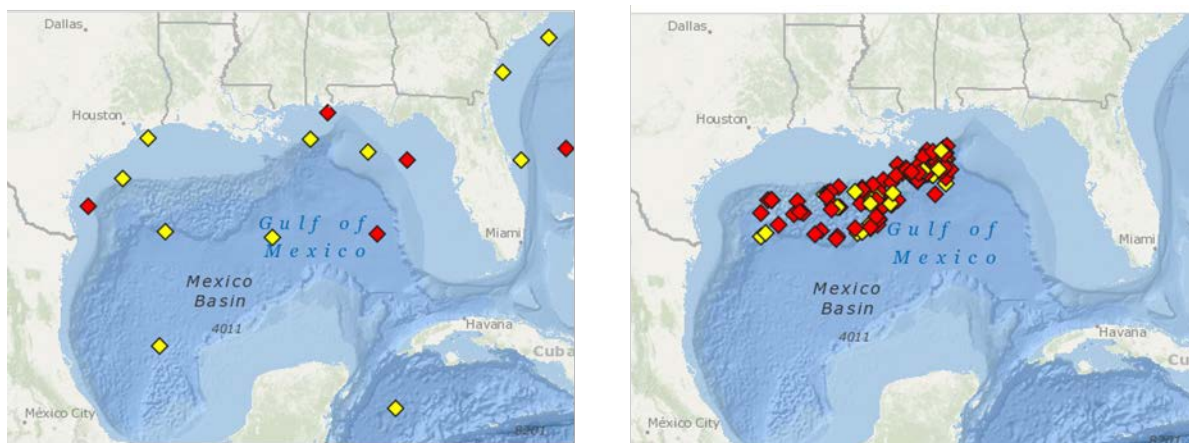 Dallas
Houston
Gulf of
Mexico
Miami
Mexico
Basin
4011
Havana
Cuba
México City
8201
Dallas
Houston
Gulf of
Mexico
Miami
Mexico
Basin
4011
Havana
México City